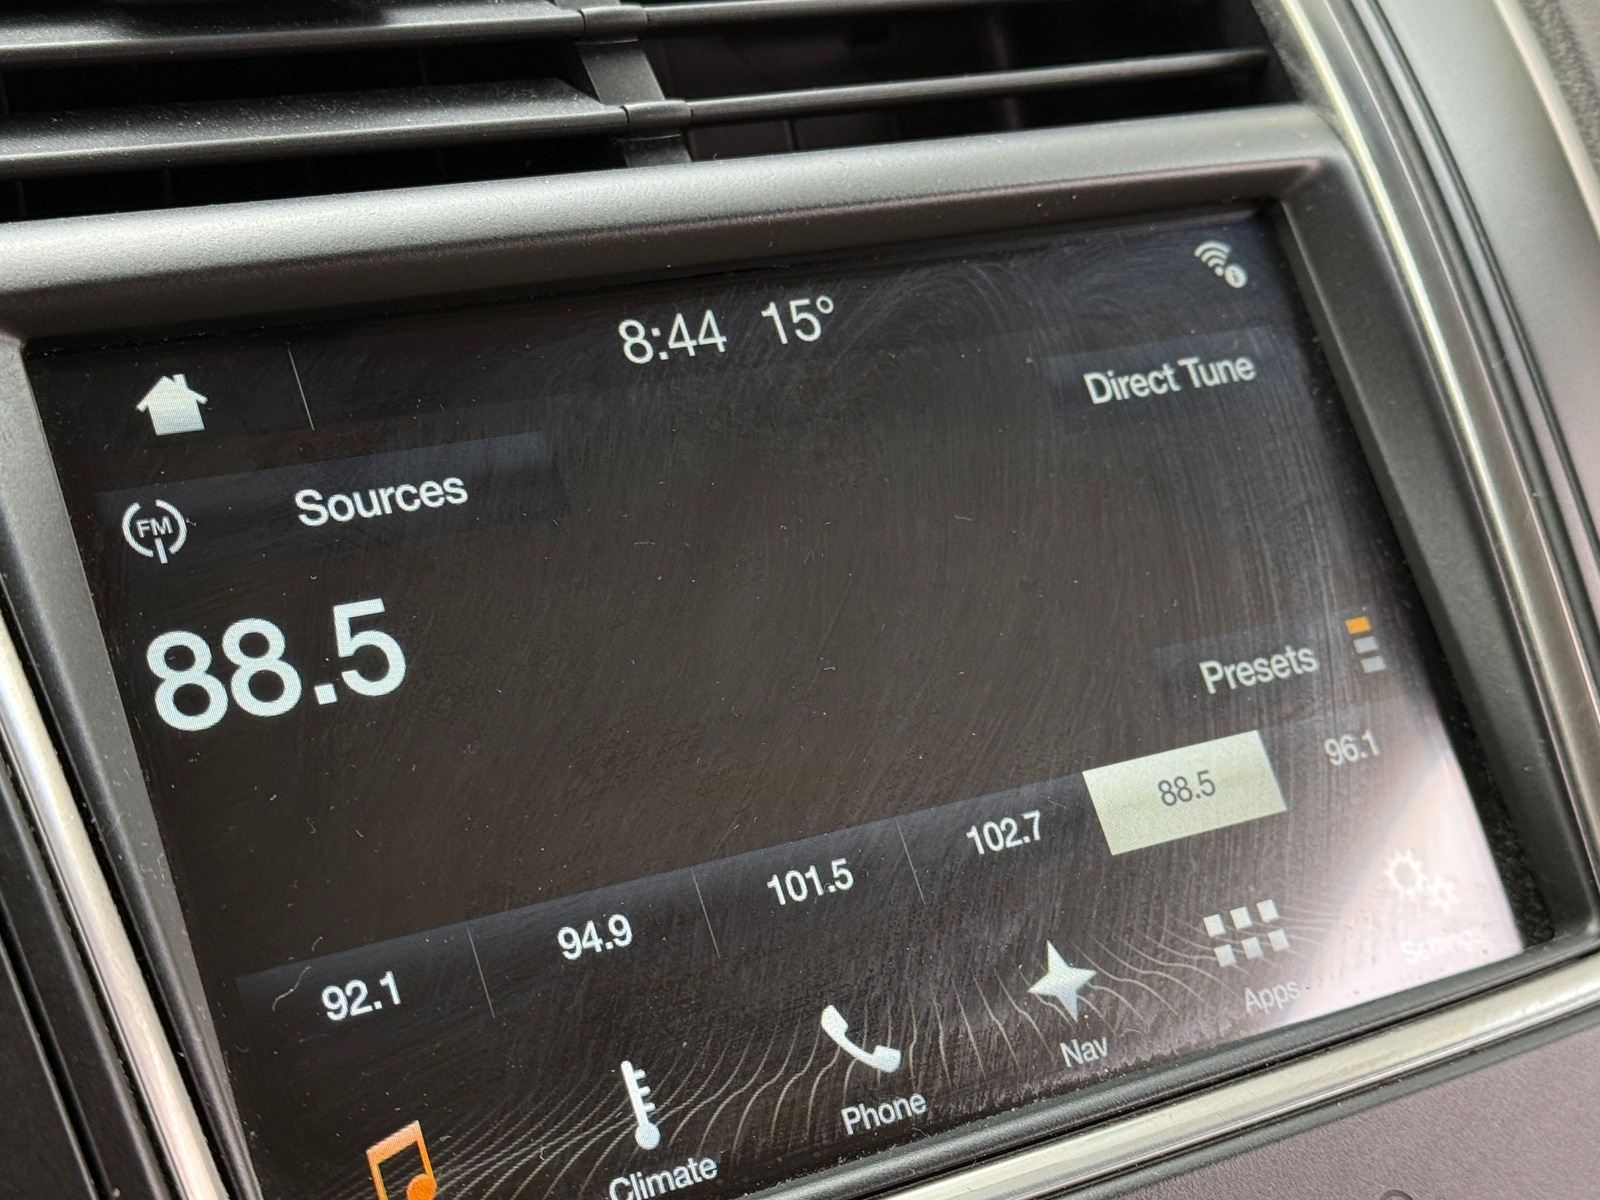 8:44 15°
Direct Tune
FM Sources
88.5
Presets
92.1 94.9 101.5 102.7 88.5 96.1
Climate Phone Nav Apps Settings